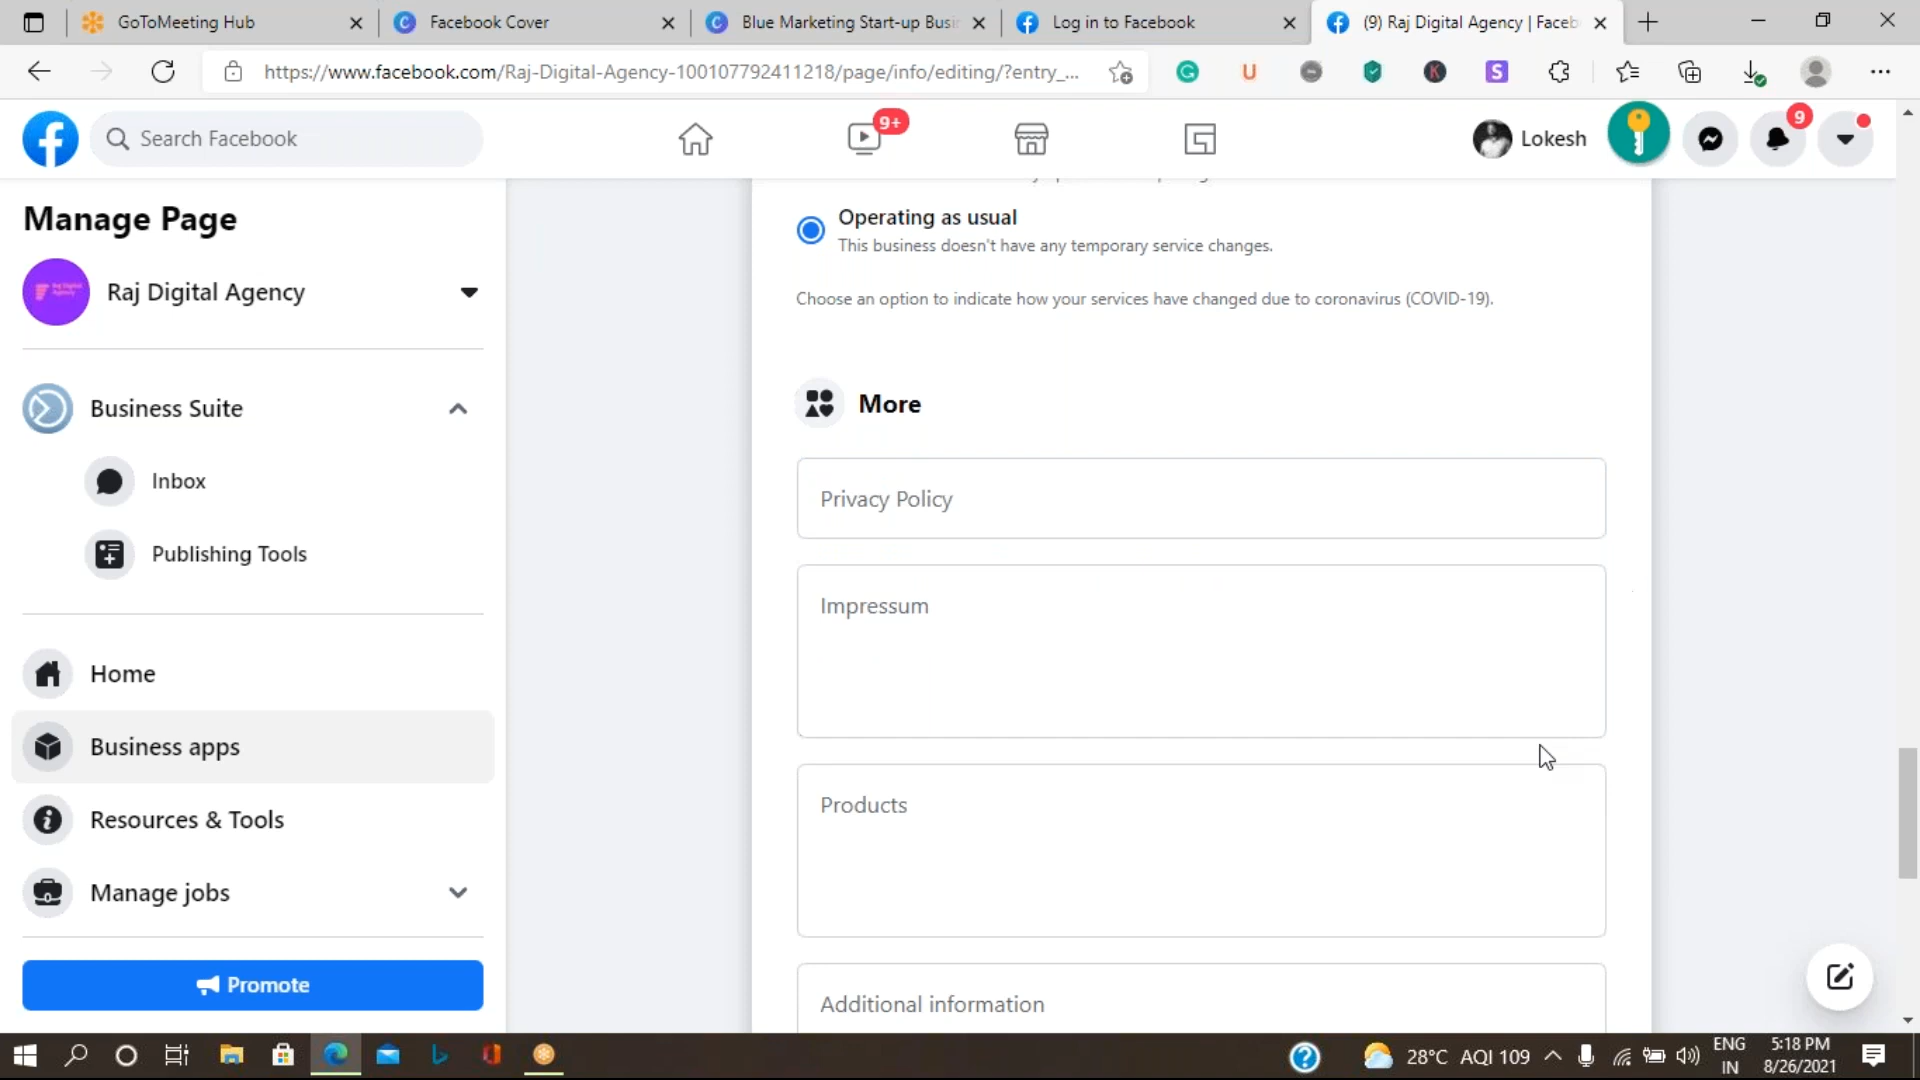 GoToMeeting Hub
Facebook Cover
Blue Marketing Start-up Busi
Log in to Facebook
(9) Raj Digital Agency | Faceb
https://www.facebook.com/Raj-Digital-Agency-100107792411218/page/info/editing/?entry_...
Search Facebook
9+
Lokesh
9
Manage Page
Raj Digital Agency
Business Suite
Inbox
Publishing Tools
Home
Business apps
Resources & Tools
Manage jobs
Promote
Operating as usual
This business doesn't have any temporary service changes.
Choose an option to indicate how your services have changed due to coronavirus (COVID-19).
More
Privacy Policy
Impressum
Products
Additional information
28°C AQI 109
ENG
IN
5:18 PM
8/26/2021